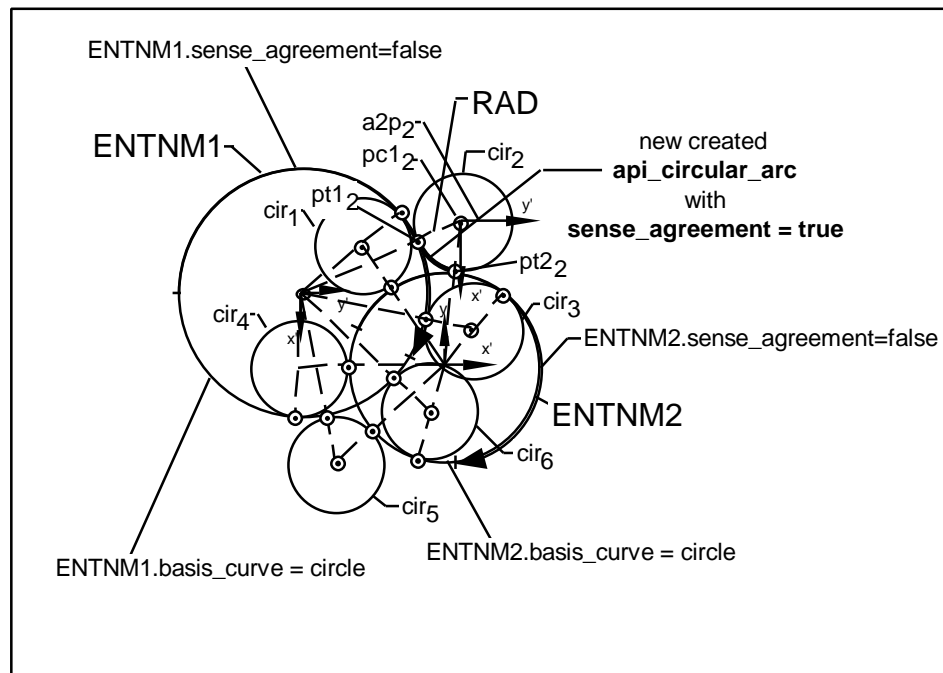 ENTNM1.sense_agreement=false
RAD
a2p2
new created
ENTNM1
pc12
cir2
api_circular_arc
with
pt12
cir1
y'
sense_agreement = true
pt22
x'
cir3
y'
y'
cir4
x'
x'
ENTNM2.sense_agreement=false
ENTNM2
cir6
cir5
ENTNM2.basis_curve = circle
ENTNM1.basis_curve = circle